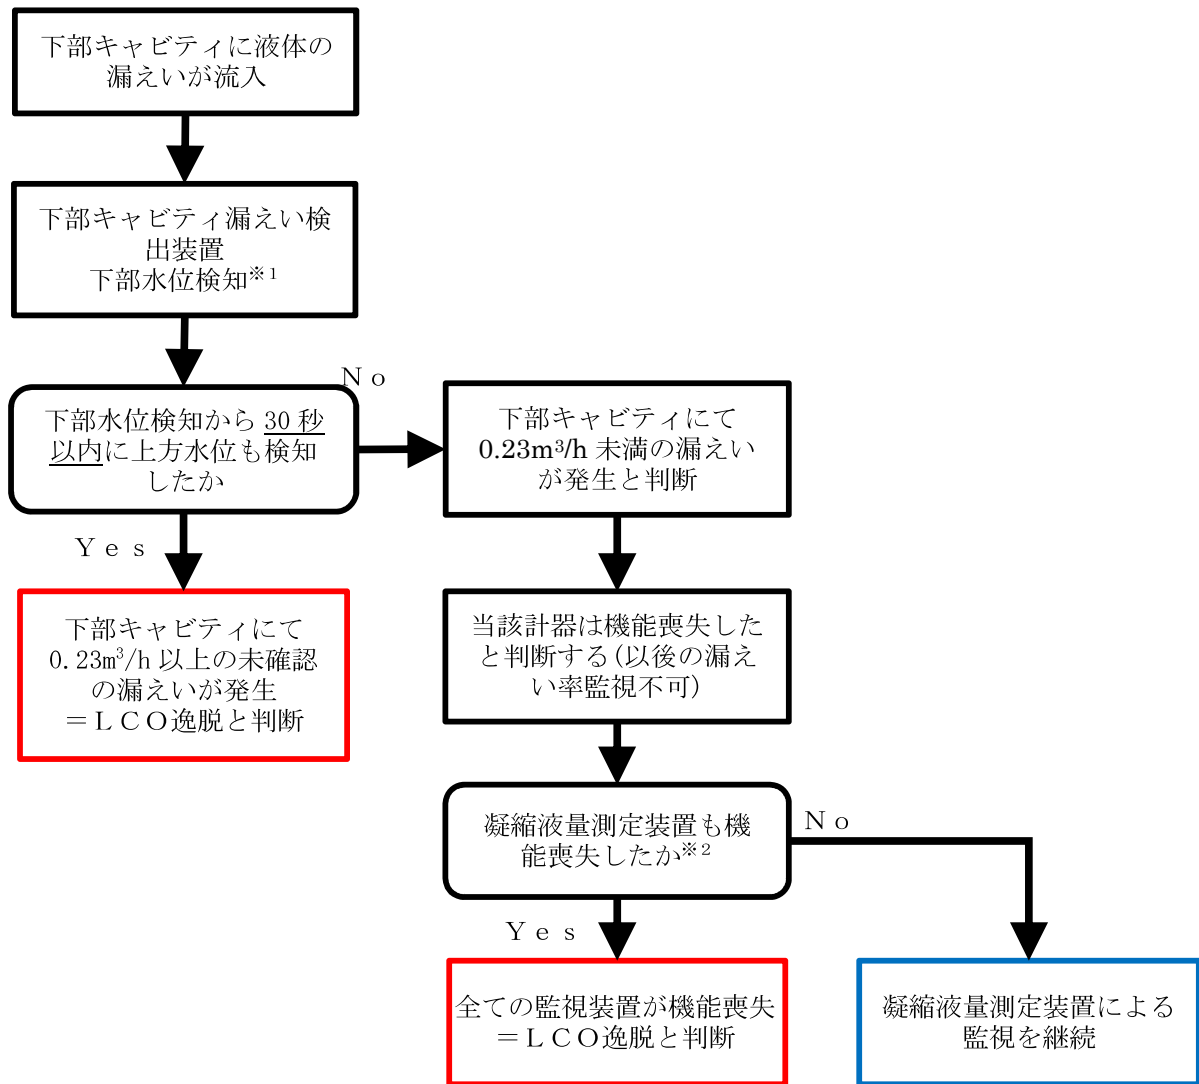 下部キャビティに液体の
漏えいが流入
下部キャビティ漏えい検
出装置
下部水位検知※1
下部水位検知から 30 秒
以内に上方水位も検知
したか
No
下部キャビティにて
0.23m³/h 未満の漏えい
が発生と判断
Yes
下部キャビティにて
0.23m³/h 以上の未確認
の漏えいが発生
=LCO逸脱と判断
当該計器は機能喪失した
と判断する(以後の漏え
い率監視不可)
凝縮液量測定装置も機
能喪失したか※2
No
Yes
全ての監視装置が機能喪失
=LCO逸脱と判断
凝縮液量測定装置による
監視を継続